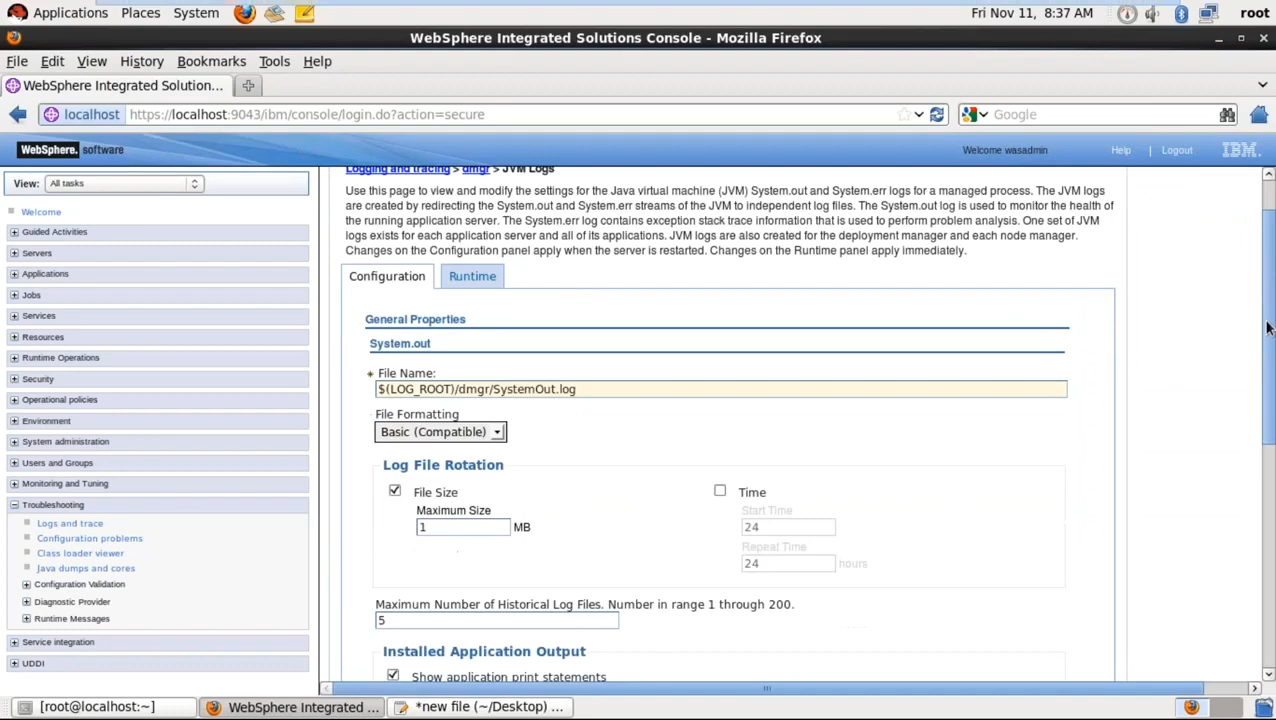 Applications Places System Fri Nov 11, 8:37 AM root
WebSphere Integrated Solutions Console - Mozilla Firefox
File Edit View History Bookmarks Tools Help
WebSphere Integrated Solution...
localhost https://localhost:9043/ibm/console/login.do?action=secure Google
WebSphere. software Welcome wasadmin Help | Logout IBM.
View: All tasks
Welcome
Guided Activities
Servers
Applications
Jobs
Services
Resources
Runtime Operations
Security
Operational policies
Environment
System administration
Users and Groups
Monitoring and Tuning
Troubleshooting
Logs and trace
Configuration problems
Class loader viewer
Java dumps and cores
Configuration Validation
Diagnostic Provider
Runtime Messages
Service integration
UDDI
Logging and tracing > dmgr > JVM Logs
Use this page to view and modify the settings for the Java virtual machine (JVM) System.out and System.err logs for a managed process. The JVM logs
are created by redirecting the System.out and System.err streams of the JVM to independent log files. The System.out log is used to monitor the health of
the running application server. The System.err log contains exception stack trace information that is used to perform problem analysis. One set of JVM
logs exists for each application server and all of its applications. JVM logs are also created for the deployment manager and each node manager.
Changes on the Configuration panel apply when the server is restarted. Changes on the Runtime panel apply immediately.
Configuration Runtime
General Properties
System.out
* File Name:
$(LOG_ROOT)/dmgr/SystemOut.log
File Formatting
Basic (Compatible)
Log File Rotation
File Size Time
Maximum Size Start Time
1 MB 24
Repeat Time
24 hours
Maximum Number of Historical Log Files. Number in range 1 through 200.
5
Installed Application Output
Show application print statements
[root@localhost:~] WebSphere Integrated ... *new file (~/Desktop) ...